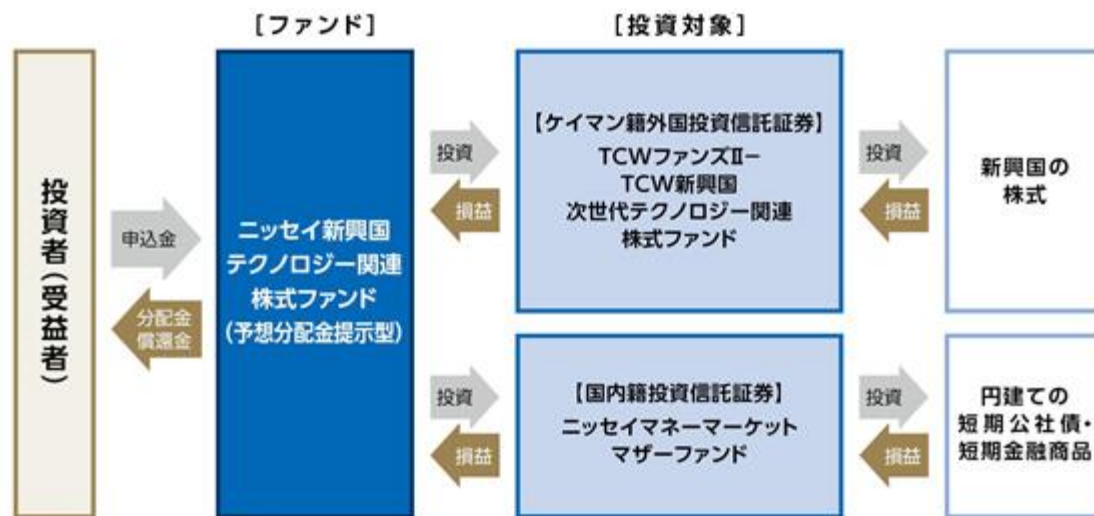 [ファンド]
[投資対象]
投資者(受益者)
申込金
分配金
償還金
ニッセイ新興国
テクノロジー関連
株式ファンド
(予想分配金提示型)
投資
損益
【ケイマン籍外国投資信託証券】
TCWファンズⅡー
TCW新興国
次世代テクノロジー関連
株式ファンド
投資
損益
新興国の
株式
投資
損益
【国内籍投資信託証券】
ニッセイマネーマーケット
マザーファンド
投資
損益
円建ての
短期公社債・
短期金融商品